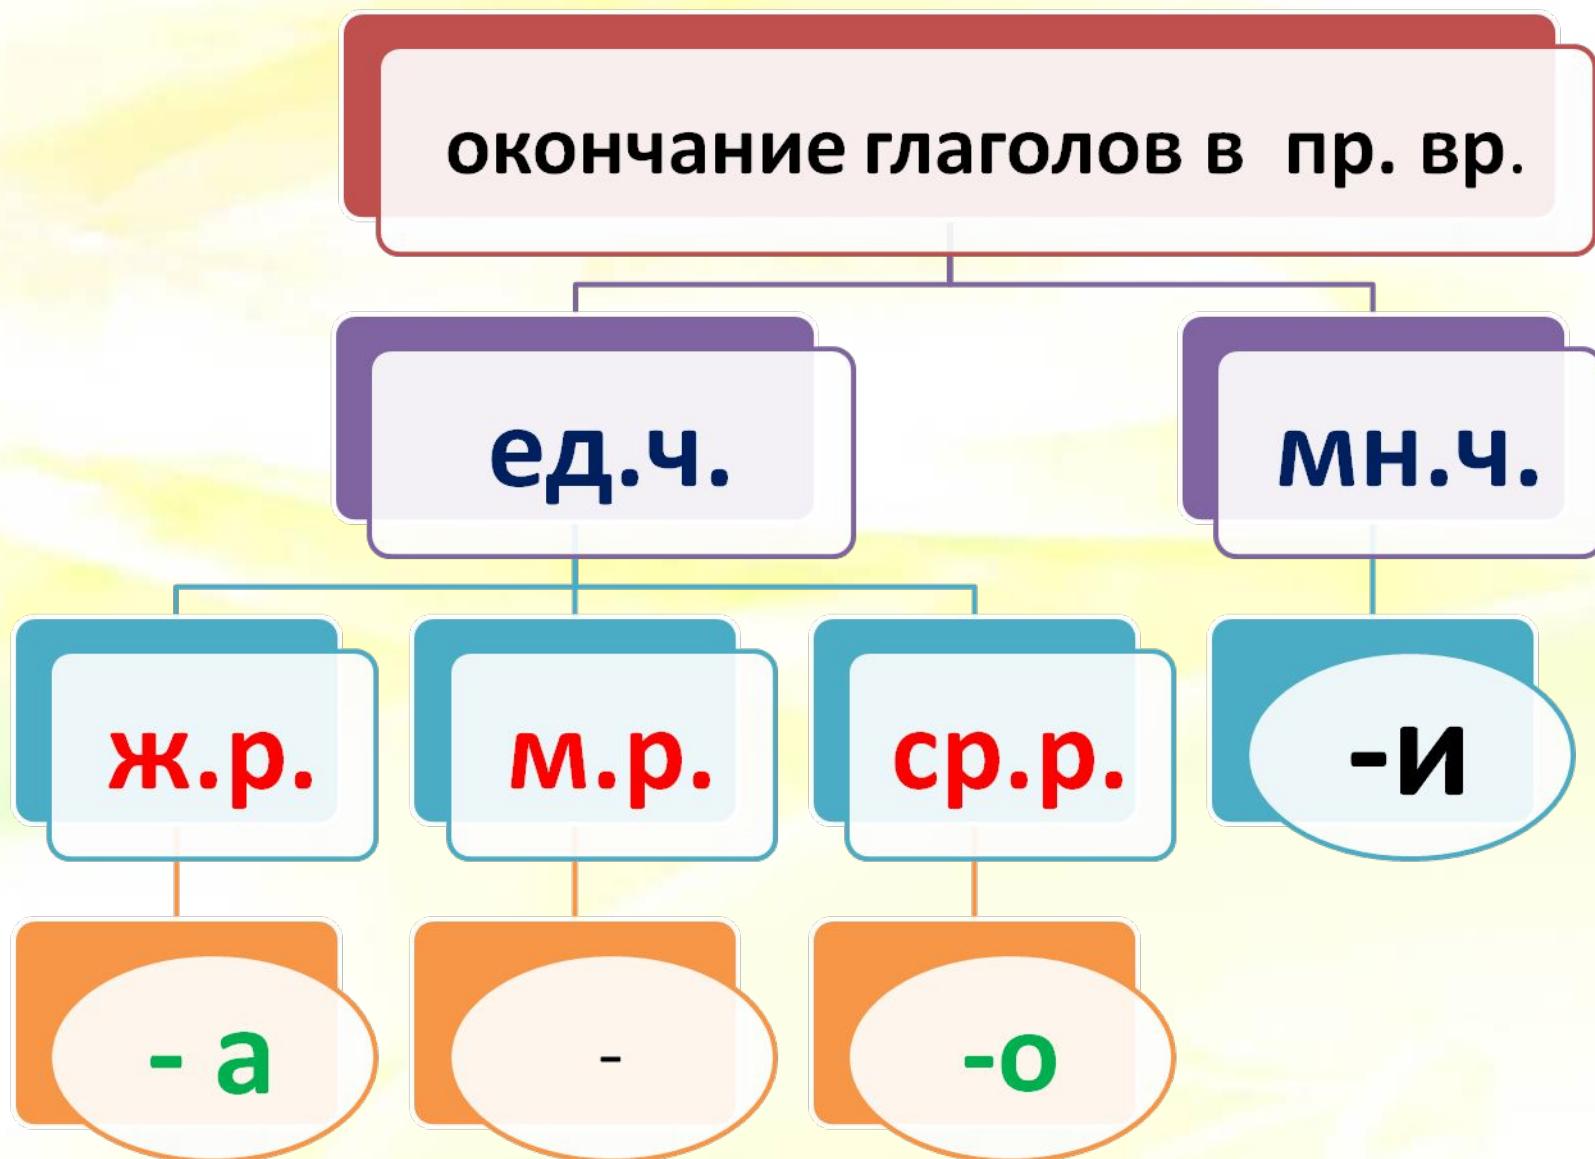 окончание глаголов в пр. вр.
ед.ч.
мн.ч.
ж.р.
м.р.
ср.р.
-и
- а
-
-о